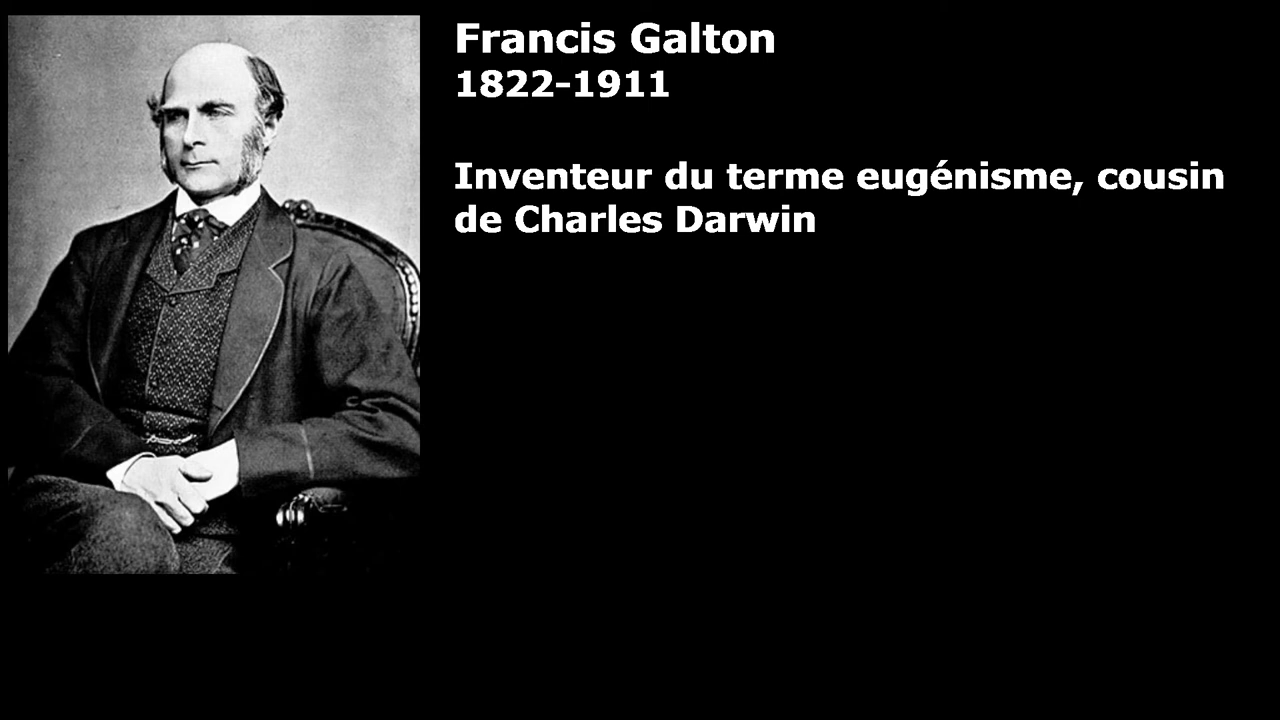 Francis Galton
1822-1911
Inventeur du terme eugénisme, cousin
de Charles Darwin